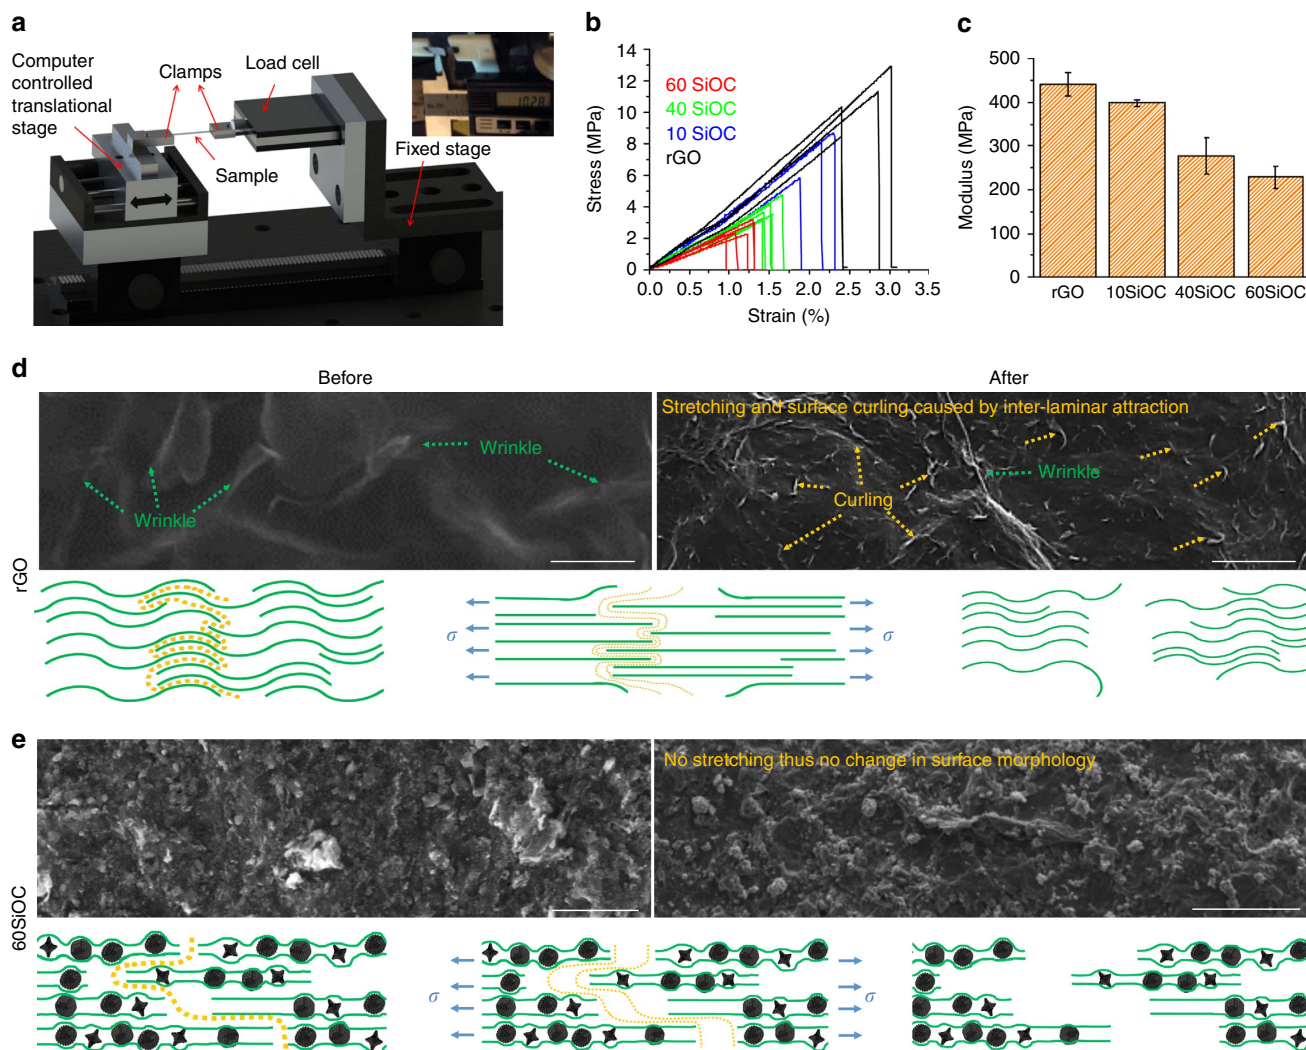 a
Computer
controlled
translational
stage
Clamps
Load cell
Sample
Fixed stage
1028
b
Stress (MPa)
14
12
10
8
6
4
2
0
60 SiOC
40 SiOC
10 SiOC
rGO
0.0
0.5
1.0
1.5
2.0
2.5
3.0
3.5
Strain (%)
c
Modulus (MPa)
500
400
300
200
100
0
rGO
10SiOC
40SiOC
60SiOC
d
Before
After
rGO
Wrinkle
Wrinkle
Stretching and surface curling caused by inter-laminar attraction
Wrinkle
Curling
σ
σ
e
60SiOC
No stretching thus no change in surface morphology
σ
σ